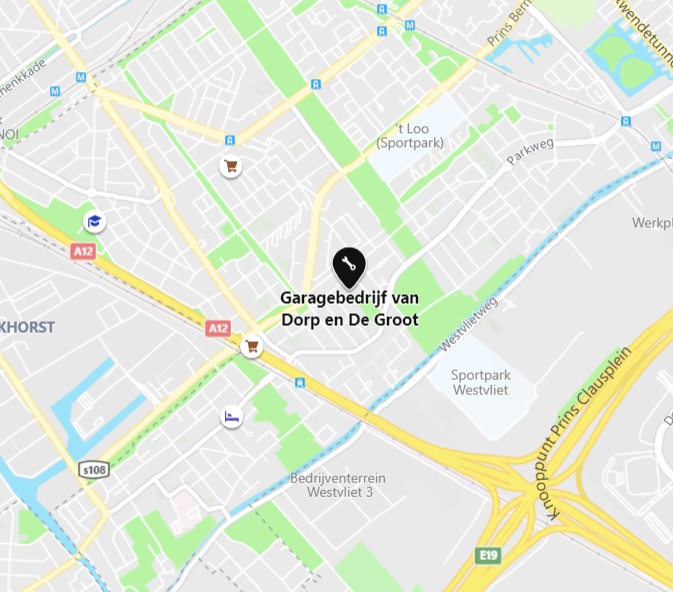 Prins Bern
wendetunn
enenkkade
NOI
't Loo
(Sportpark)
Parkweg
Werkpl
A12
Garagebedrijf van
Dorp en De Groot
KHORST
A12
Westvlietweg
Sportpark
Westvliet
Knooppunt Prins Clausplein
s108
Bedrijventerrein
Westvliet 3
E19